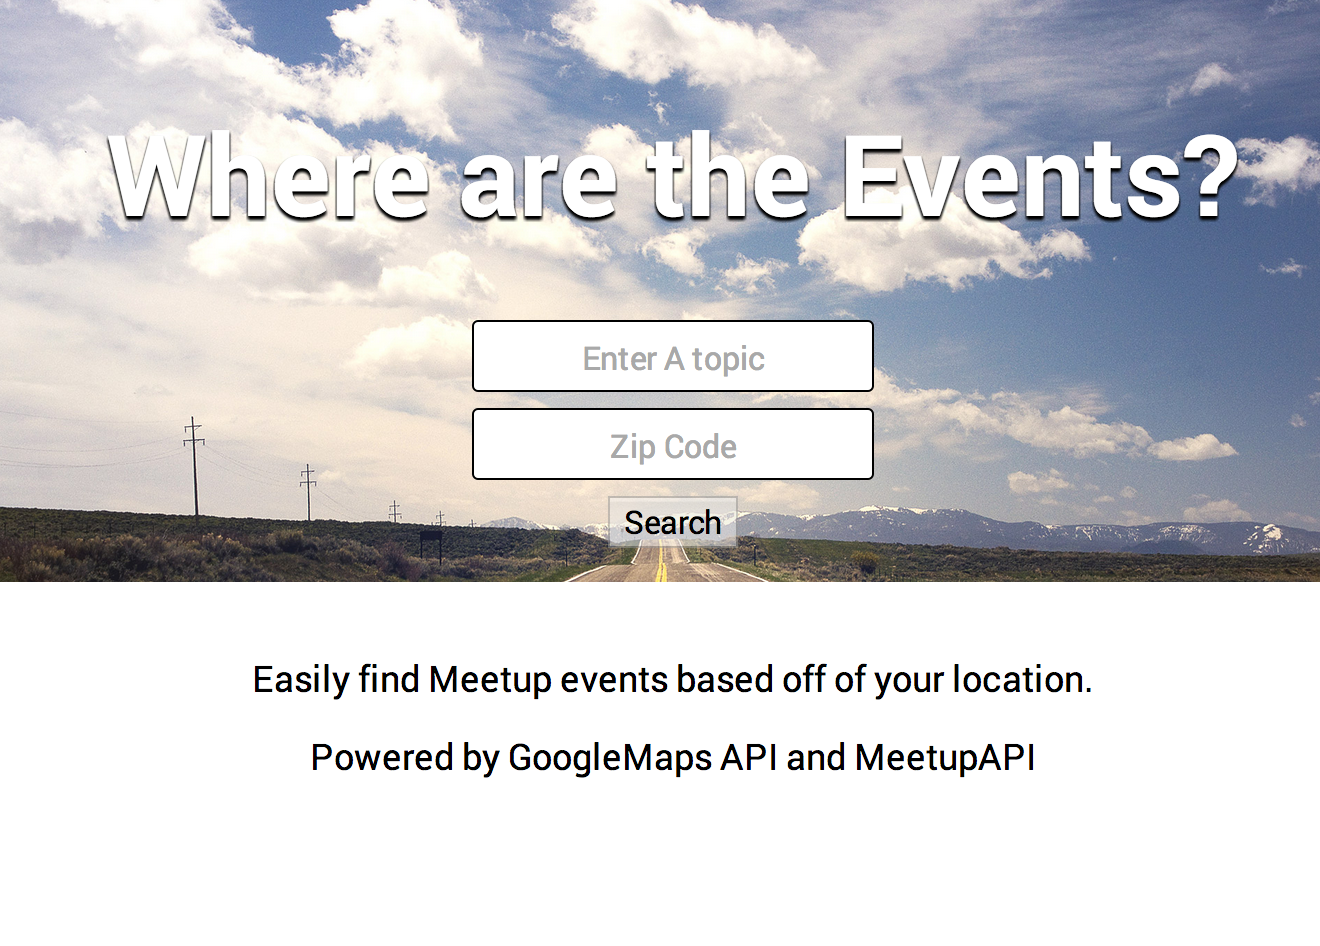 Where are the Events?
Enter A topic
Zip Code
Search
Easily find Meetup events based off of your location.
Powered by GoogleMaps API and MeetupAPI